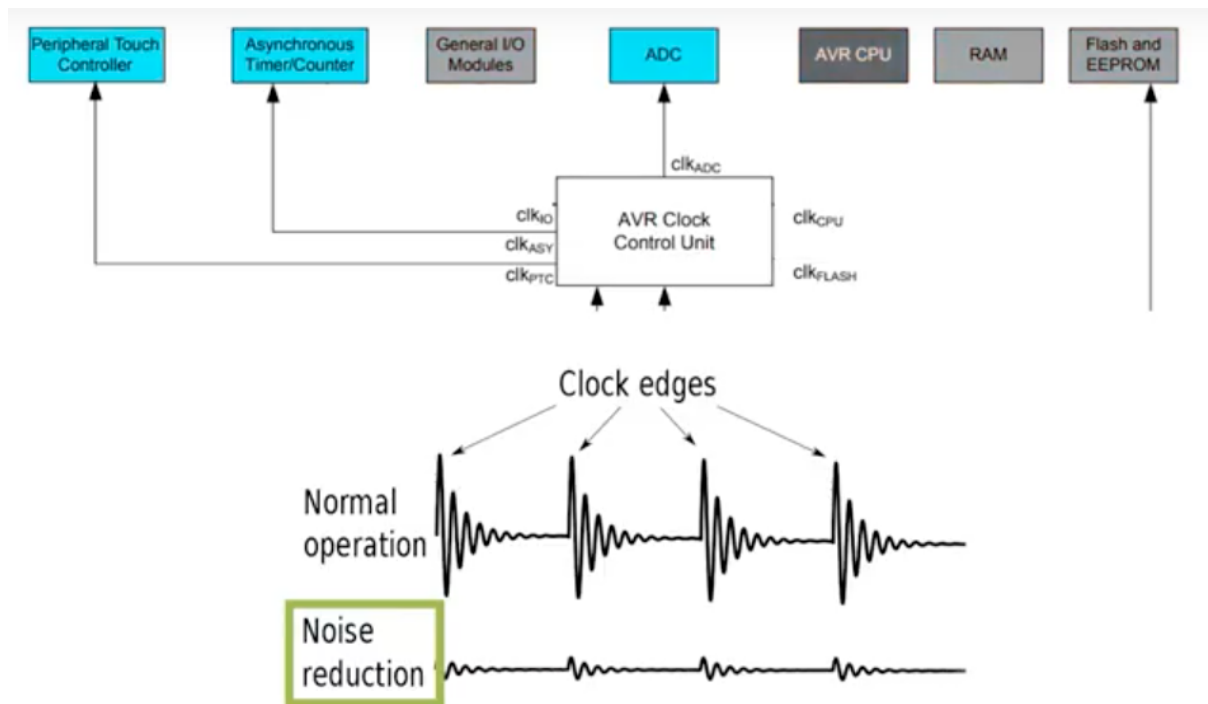 Peripheral Touch
Controller
Asynchronous
Timer/Counter
General I/O
Modules
ADC
AVR CPU
RAM
Flash and
EEPROM
clkADC
AVR Clock
Control Unit
clkIO
clkASY
clkPTC
clkCPU
clkFLASH
Clock edges
Normal
operation
Noise
reduction